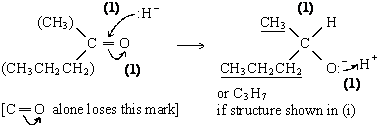 (1) (1)
(CH₃) :H⁻ CH₃ H
C=O C
(1)
(CH₃CH₂CH₂) CH₃CH₂CH₂ O:⁻ H⁺
(1)
or C₃H₇
[C=O alone loses this mark] if structure shown in (i)